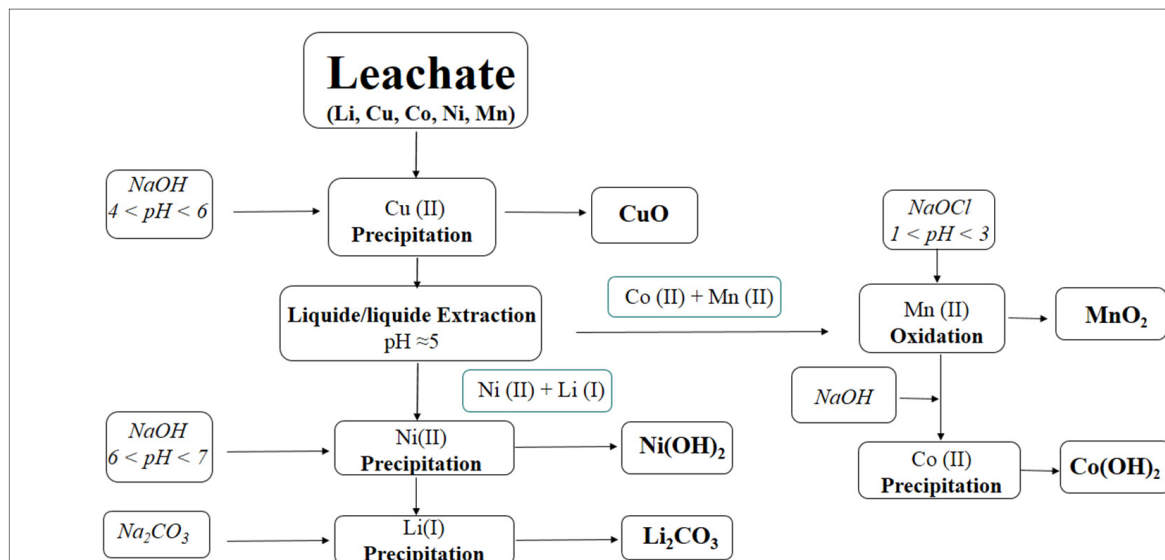 Leachate
(Li, Cu, Co, Ni, Mn)
NaOH
4 < pH < 6
Cu (II)
Precipitation
CuO
NaOCl
1 < pH < 3
Liquide/liquide Extraction
pH ≈5
Co (II) + Mn (II)
Mn (II)
Oxidation
MnO₂
Ni (II) + Li (I)
NaOH
NaOH
6 < pH < 7
Ni(II)
Precipitation
Ni(OH)₂
Co (II)
Precipitation
Co(OH)₂
Na₂CO₃
Li(I)
Precipitation
Li₂CO₃